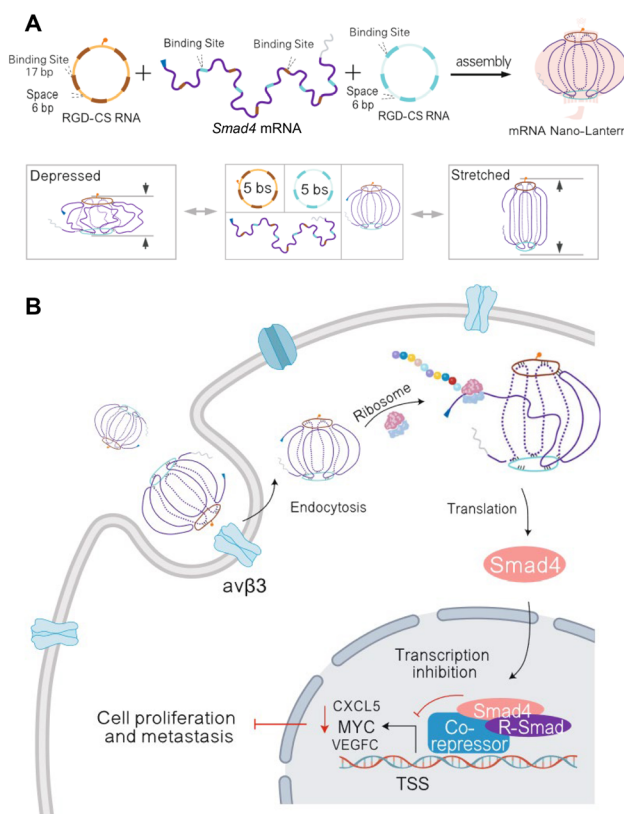 A
Binding Site
17 bp
Space
6 bp
RGD-CS RNA
+
Binding Site
Binding Site
Smad4 mRNA
+
Binding Site
Space
6 bp
RGD-CS RNA
assembly
mRNA Nano-Lantern
Depressed
5 bs
5 bs
Stretched
B
Ribosome
Endocytosis
avβ3
Translation
Smad4
Transcription
inhibition
Cell proliferation
and metastasis
CXCL5
MYC
VEGFC
Smad4
Co-
repressor
R-Smad
TSS